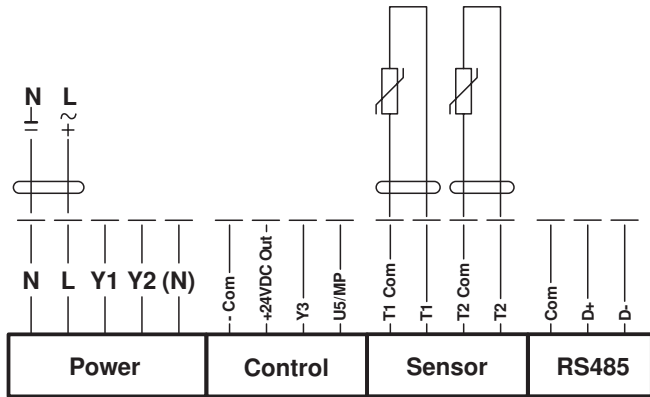 N L
⊥ ~
= +
N L Y1 Y2 (N)
- Com
+24VDC Out -
Y3
U5/MP
T1 Com
T1
T2 Com
T2
Com
D+
D-
Power Control Sensor RS485